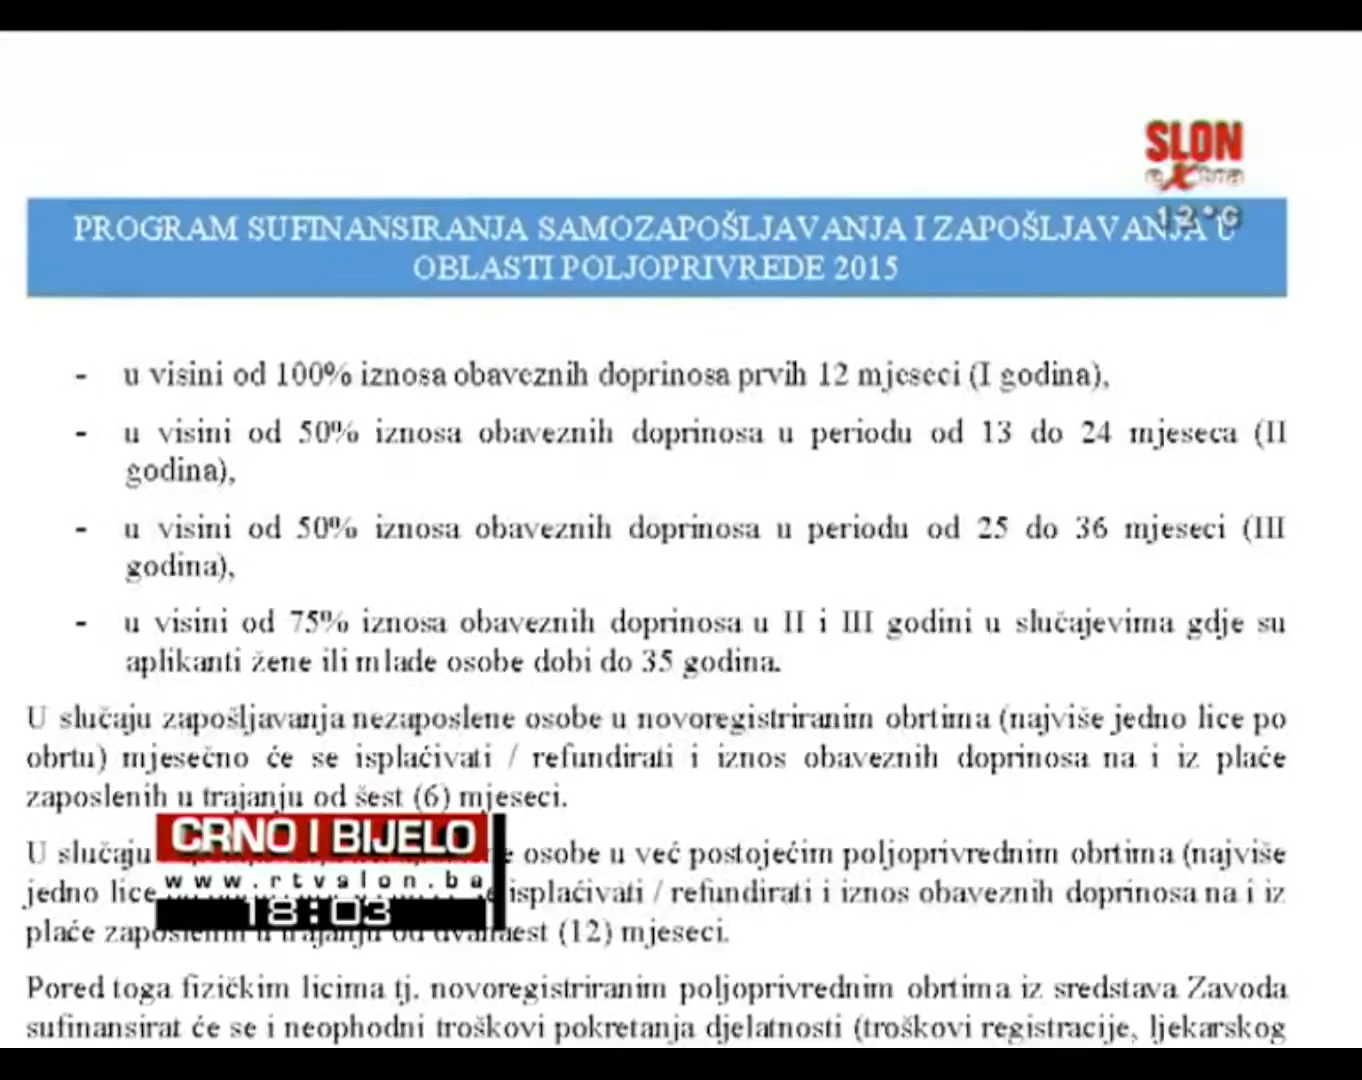 SLON
extra
12°C
PROGRAM SUFINANSIRANJA SAMOZAPOŠLJAVANJA I ZAPOŠLJAVANJA U
OBLASTI POLJOPRIVREDE 2015
- u visini od 100% iznosa obaveznih doprinosa prvih 12 mjeseci (I godina),
- u visini od 50% iznosa obaveznih doprinosa u periodu od 13 do 24 mjeseca (II
godina),
- u visini od 50% iznosa obaveznih doprinosa u periodu od 25 do 36 mjeseci (III
godina),
- u visini od 75% iznosa obaveznih doprinosa u II i III godini u slučajevima gdje su
aplikanti žene ili mlade osobe dobi do 35 godina.
U slučaju zapošljavanja nezaposlene osobe u novoregistriranim obrtima (najviše jedno lice po
obrtu) mjesečno će se isplaćivati / refundirati i iznos obaveznih doprinosa na i iz plaće
zaposlenih u trajanju od šest (6) mjeseci.
U slučaju osobe u već postojećim poljoprivrednim obrtima (najviše
jedno lice isplaćivati / refundirati i iznos obaveznih doprinosa na i iz
plaće zaposlenih u trajanju od dvanaest (12) mjeseci.
CRNO I BIJELO
www.rtvslon.ba
18:03
Pored toga fizičkim licima tj. novoregistriranim poljoprivrednim obrtima iz sredstava Zavoda
sufinansirat će se i neophodni troškovi pokretanja djelatnosti (troškovi registracije, ljekarskog